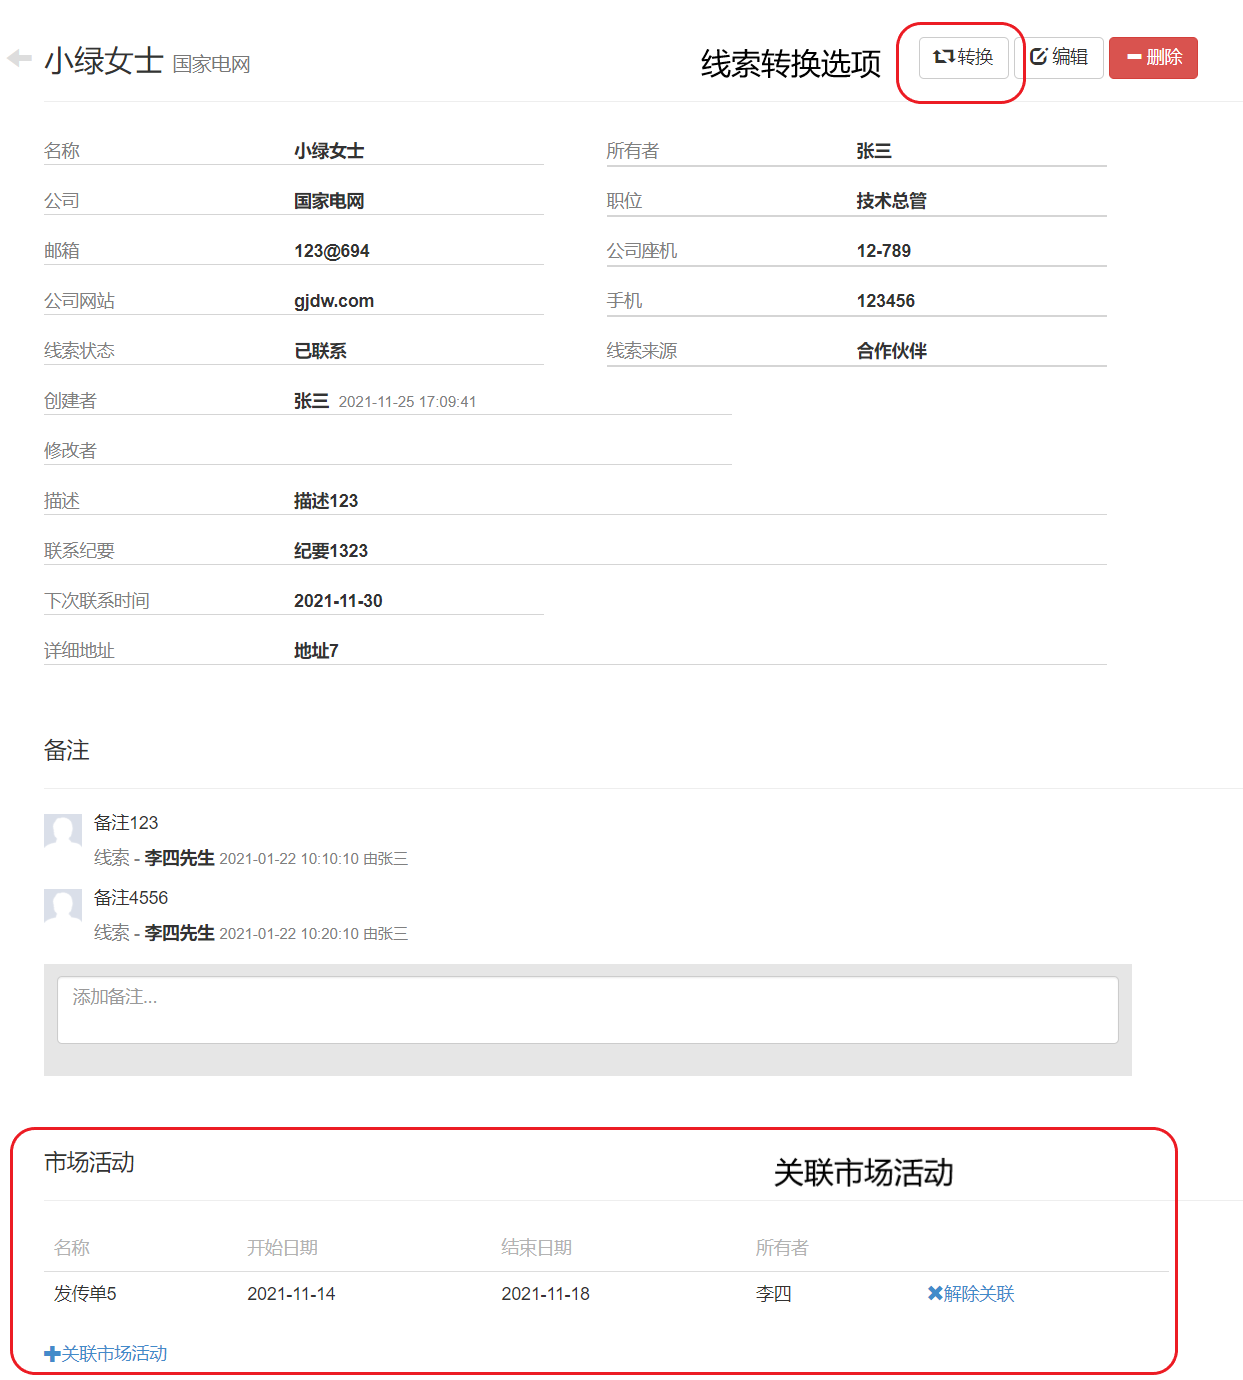 小绿女士 国家电网
线索转换选项
转换
编辑
删除
名称 小绿女士 所有者 张三
公司 国家电网 职位 技术总管
邮箱 123@694 公司座机 12-789
公司网站 gjdw.com 手机 123456
线索状态 已联系 线索来源 合作伙伴
创建者 张三 2021-11-25 17:09:41
修改者
描述 描述123
联系纪要 纪要1323
下次联系时间 2021-11-30
详细地址 地址7
备注
备注123
线索 - 李四先生 2021-01-22 10:10:10 由张三
备注4556
线索 - 李四先生 2021-01-22 10:20:10 由张三
添加备注...
市场活动
关联市场活动
名称 开始日期 结束日期 所有者
发传单5 2021-11-14 2021-11-18 李四 解除关联
关联市场活动